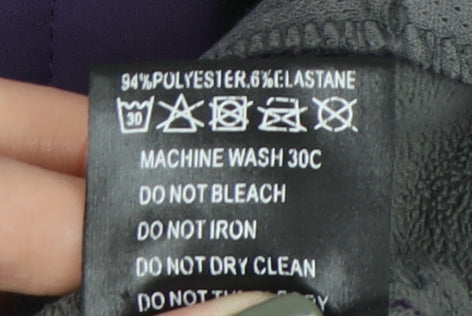 94%POLYESTER,6%ELASTANE
30
MACHINE WASH 30C
DO NOT BLEACH
DO NOT IRON
DO NOT DRY CLEAN
DO NOT